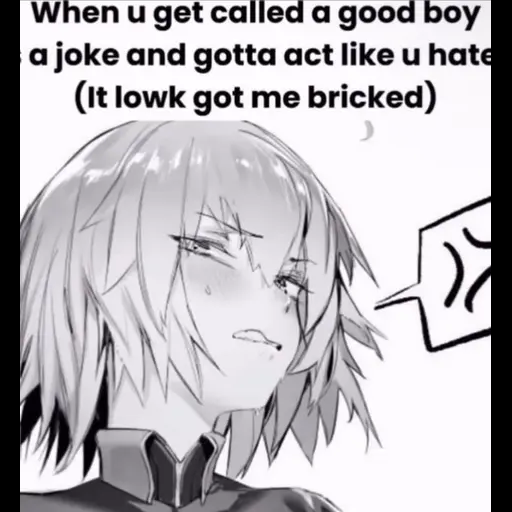 When u get called a good boy
s a joke and gotta act like u hate
(It lowk got me bricked)